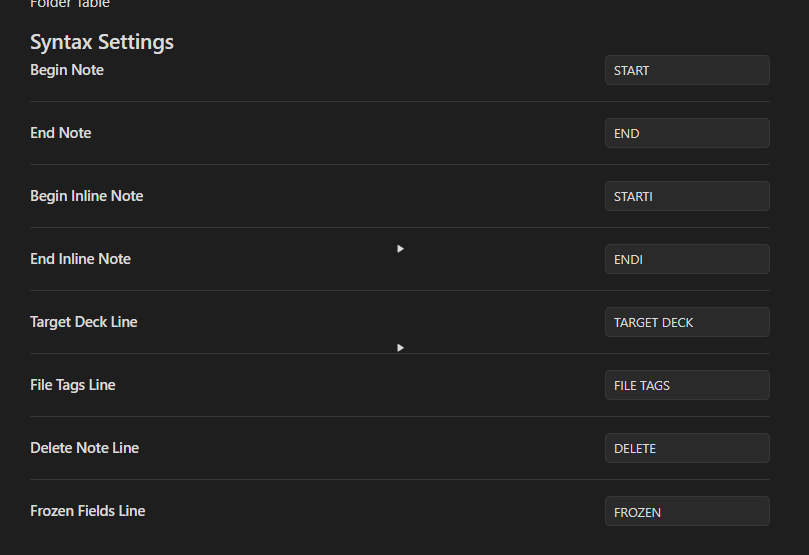 Folder Table
Syntax Settings
Begin Note START
End Note END
Begin Inline Note STARTI
End Inline Note ENDI
Target Deck Line TARGET DECK
File Tags Line FILE TAGS
Delete Note Line DELETE
Frozen Fields Line FROZEN